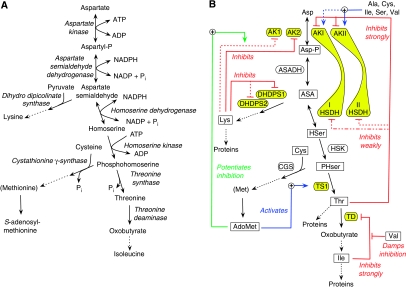 A
Aspartate
Aspartate
kinase
ATP
ADP
Aspartyl-P
Aspartate
semialdehyde
dehydrogenase
NADPH
NADP + Pi
Pyruvate
Aspartate
semialdehyde
Dihydro dipicolinate
synthase
NADPH
Homoserine dehydrogenase
NADP + Pi
Lysine
Homoserine
ATP
Homoserine kinase
ADP
Cysteine
Cystathionine γ-synthase
Phosphohomoserine
Threonine
synthase
Pi
Pi
(Methionine)
Threonine
Threonine
deaminase
S-adenosyl-
methionine
Oxobutyrate
Isoleucine
B
Ala, Cys,
Ile, Ser, Val
Asp
AK1
AK2
AKI
AKII
Inhibits
strongly
Inhibits
Asp-P
ASADH
Inhibits
DHDPS1
DHDPS2
ASA
I
HSDH
II
HSDH
Lys
Proteins
HSer
Inhibits
weakly
Cys
HSK
CGS
PHser
Potentiates
inhibition
(Met)
TS1
Activates
Thr
AdoMet
Proteins
TD
Oxobutyrate
Val
Damps
inhibition
Ile
Inhibits
strongly
Proteins